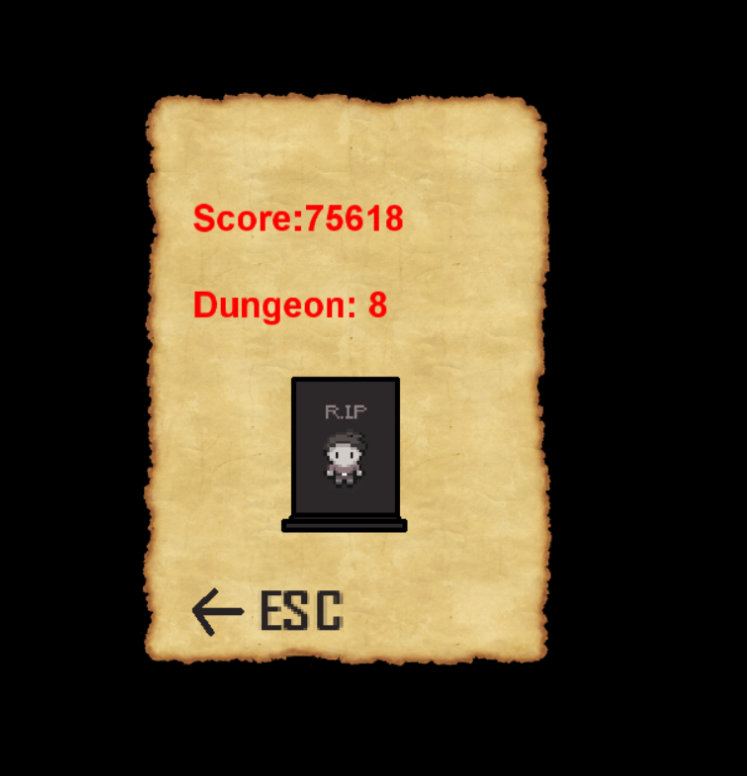 Score:75618
Dungeon: 8
R.IP
← ESC